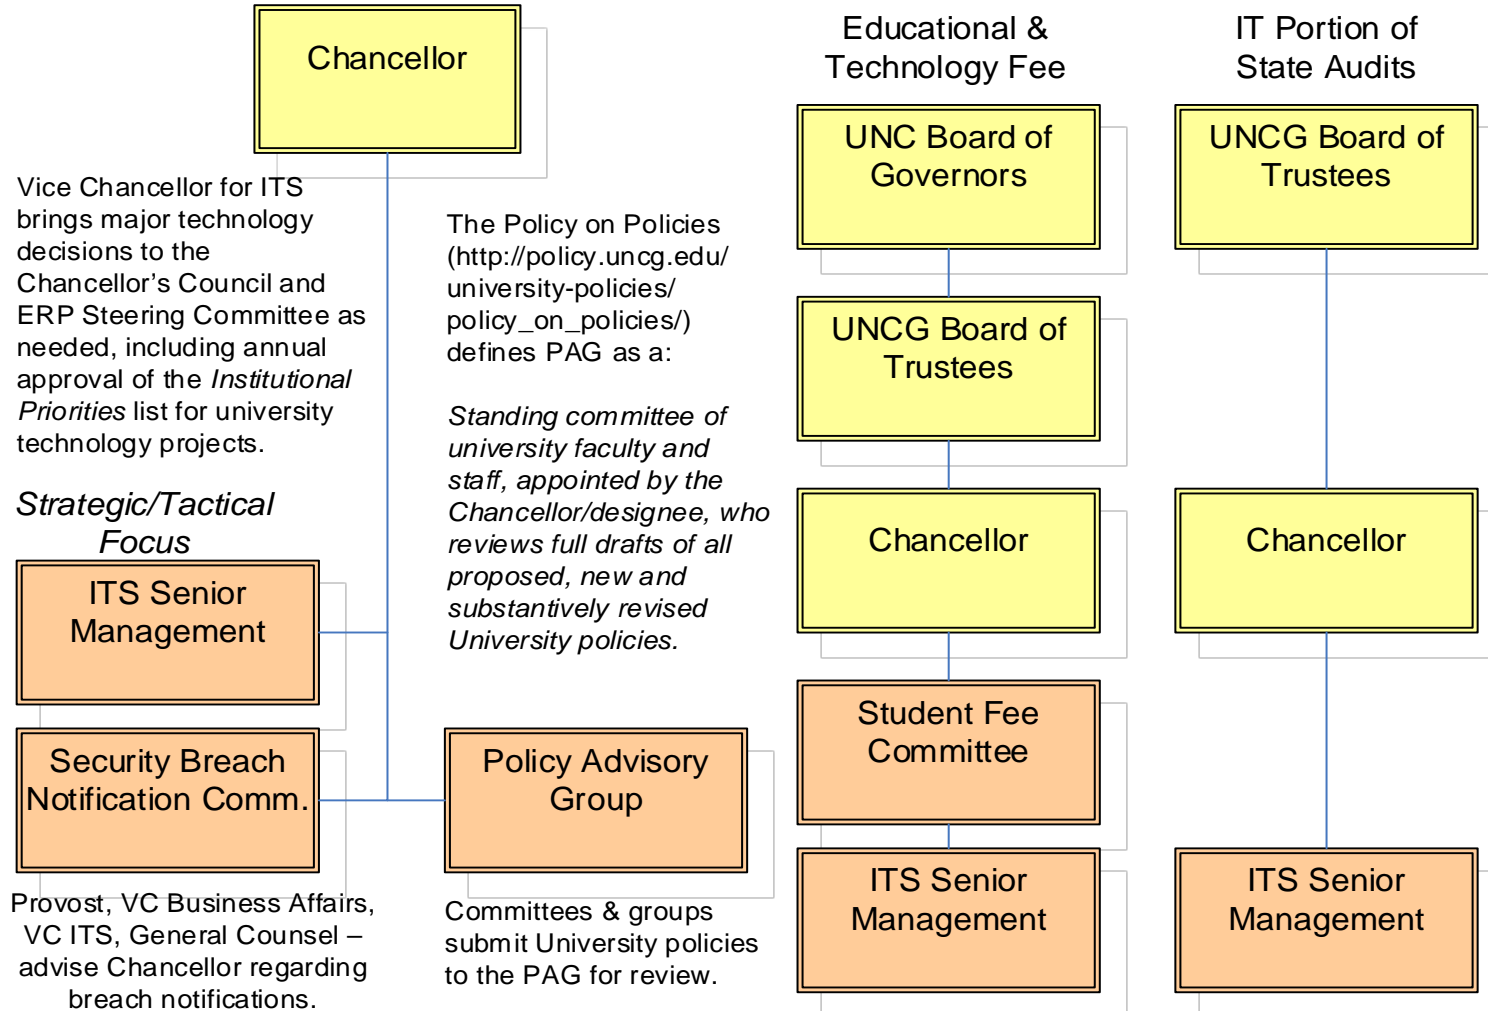 Chancellor
Vice Chancellor for ITS
brings major technology
decisions to the
Chancellor’s Council and
ERP Steering Committee as
needed, including annual
approval of the Institutional
Priorities list for university
technology projects.
Strategic/Tactical
Focus
ITS Senior
Management
Security Breach
Notification Comm.
Provost, VC Business Affairs,
VC ITS, General Counsel –
advise Chancellor regarding
breach notifications.
The Policy on Policies
(http://policy.uncg.edu/
university-policies/
policy_on_policies/)
defines PAG as a:
Standing committee of
university faculty and
staff, appointed by the
Chancellor/designee, who
reviews full drafts of all
proposed, new and
substantively revised
University policies.
Policy Advisory
Group
Committees & groups
submit University policies
to the PAG for review.
Educational &
Technology Fee
UNC Board of
Governors
UNCG Board of
Trustees
Chancellor
Student Fee
Committee
ITS Senior
Management
IT Portion of
State Audits
UNCG Board of
Trustees
Chancellor
ITS Senior
Management